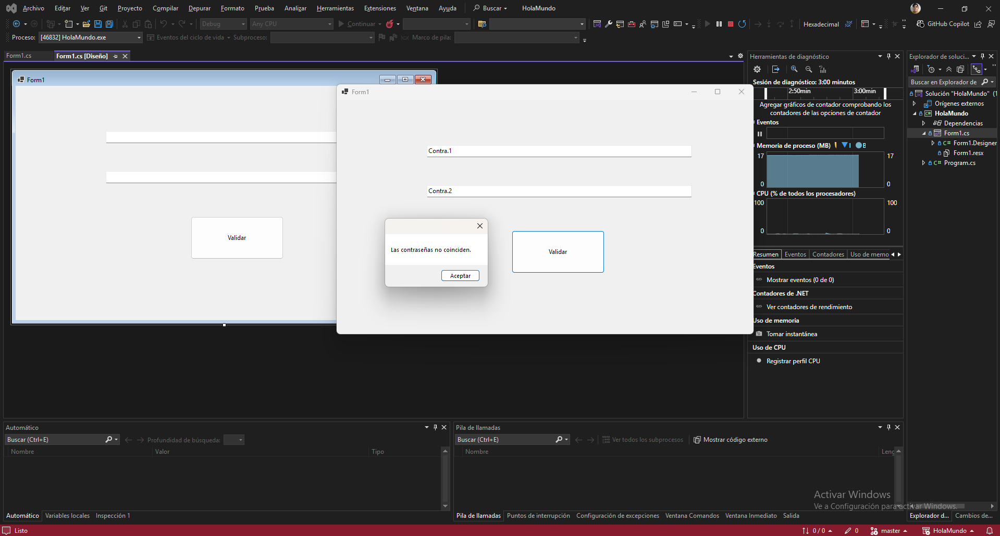 Archivo Editar Ver Git Proyecto Compilar Depurar Formato Prueba Analizar Herramientas Extensiones Ventana Ayuda Buscar HolaMundo
Debug Any CPU Continuar Hexadecimal GitHub Copilot
Proceso: [46832] HolaMundo.exe Eventos del ciclo de vida Subproceso: Marco de pila:
Form1.cs Form1.cs [Diseño]
Form1
Validar
Form1
Contra.1
Contra.2
Validar
Las contraseñas no coinciden.
Aceptar
Herramientas de diagnóstico
Sesión de diagnóstico: 3:00 minutos
2:50min 3:00min
Agregar gráficos de contador comprobando los
contadores de las opciones de contador
Eventos
Memoria de proceso (MB) I B
17 17
0 0
CPU (% de todos los procesadores)
100 100
0 0
Resumen Eventos Contadores Uso de memo
Eventos
Mostrar eventos (0 de 0)
Contadores de .NET
Ver contadores de rendimiento
Uso de memoria
Tomar instantánea
Uso de CPU
Registrar perfil CPU
Explorador de soluci...
Buscar en Explorador de
Solución "HolaMundo" (1
Orígenes externos
HolaMundo
Dependencias
Form1.cs
C# Form1.Designer
Form1.resx
C# Program.cs
Automático
Buscar (Ctrl+E) Profundidad de búsqueda:
Nombre Valor Tipo
Automático Variables locales Inspección 1
Pila de llamadas
Buscar (Ctrl+E) Ver todos los subprocesos Mostrar código externo
Nombre Leng
Activar Windows
Ve a Configuración para activar Windows.
Pila de llamadas Puntos de interrupción Configuración de excepciones Ventana Comandos Ventana Inmediato Salida
Explorador d... Cambios de...
Listo 0 / 0 0 master HolaMundo